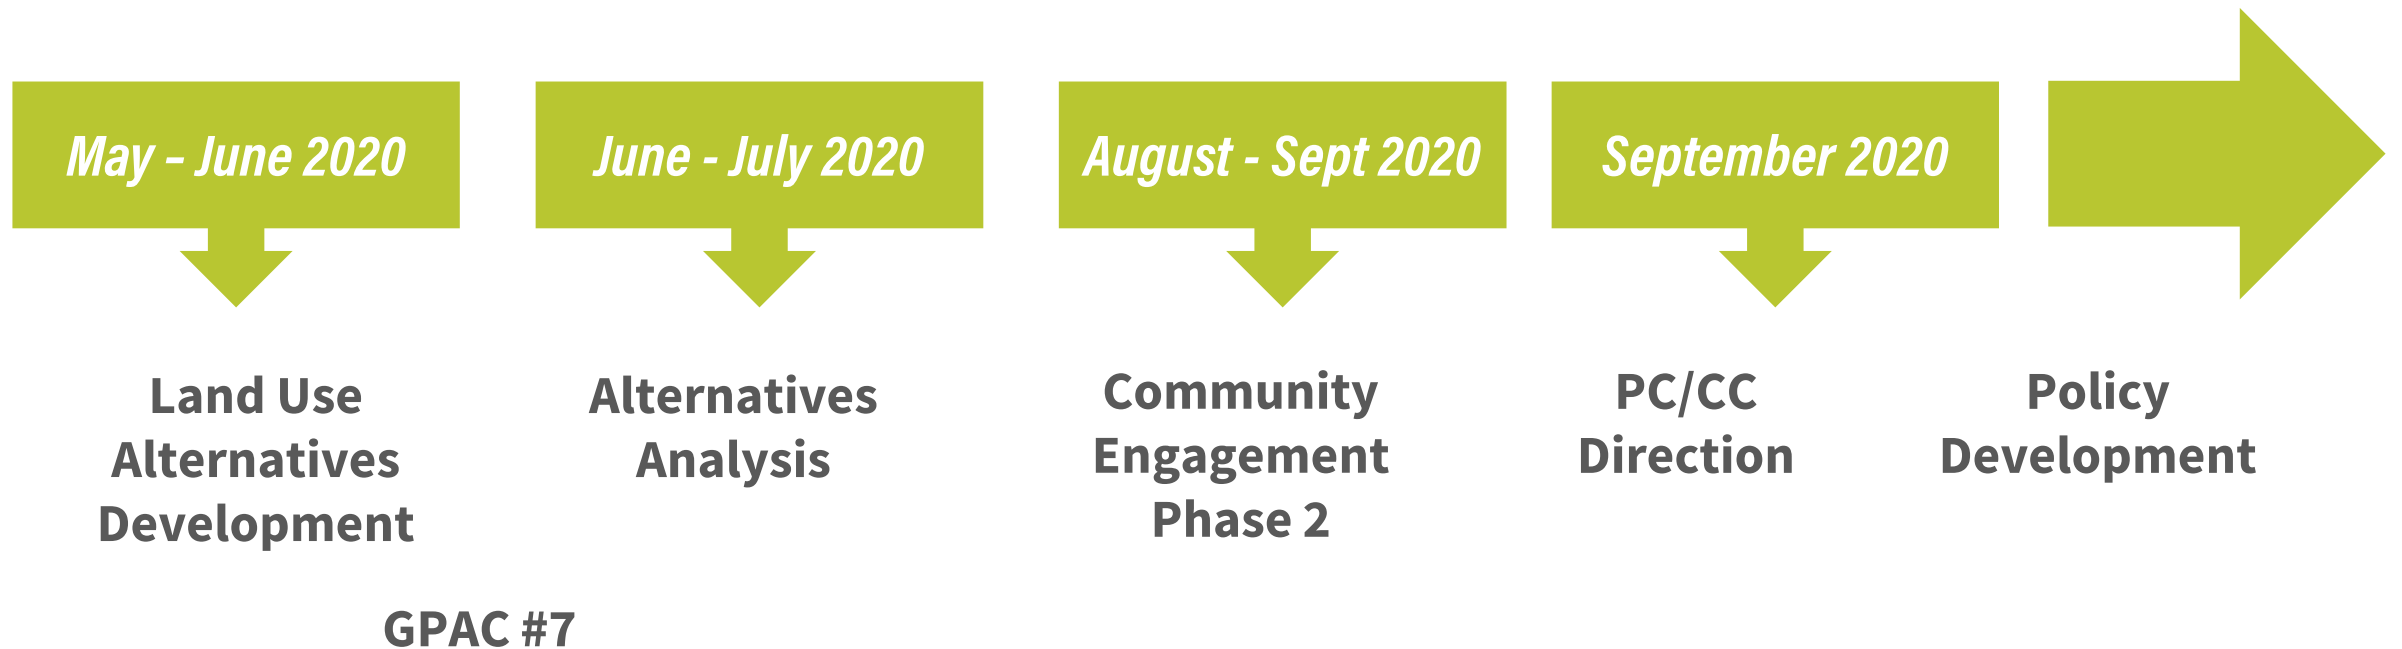 May – June 2020
June - July 2020
August - Sept 2020
September 2020
Land Use
Alternatives
Development
Alternatives
Analysis
Community
Engagement
Phase 2
PC/CC
Direction
Policy
Development
GPAC #7